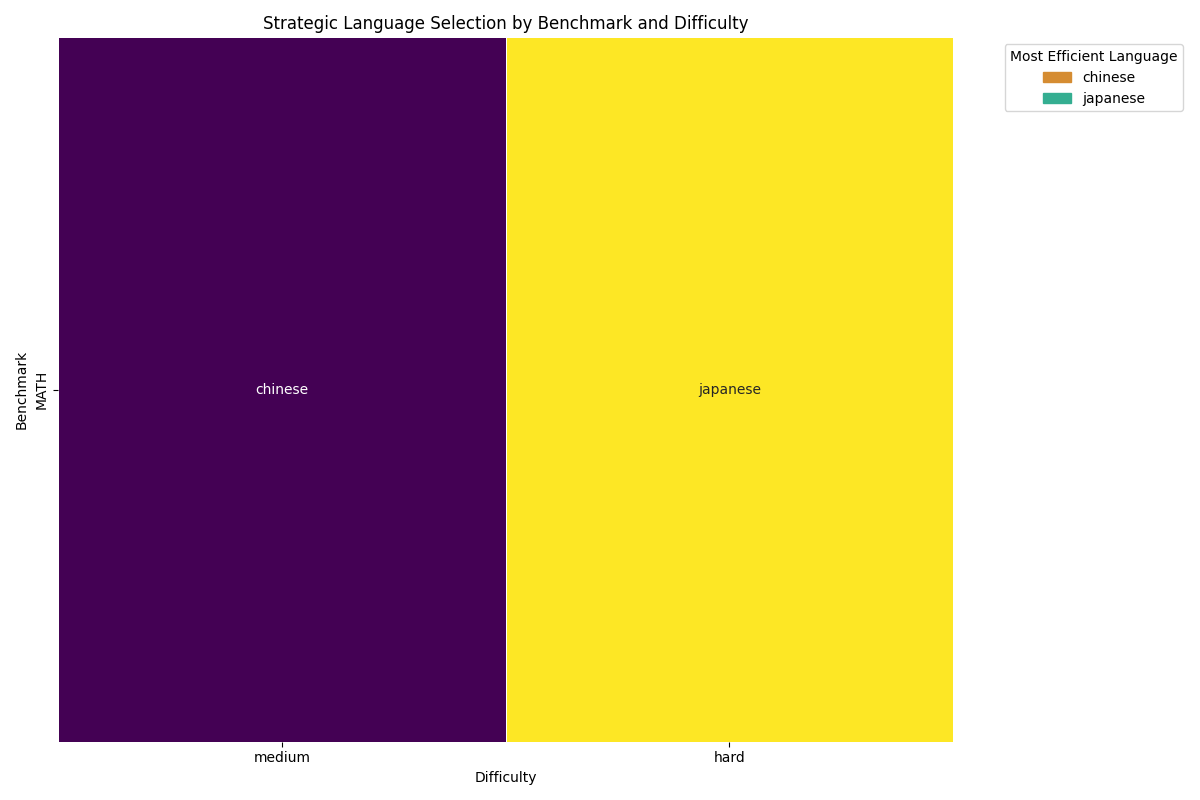 Strategic Language Selection by Benchmark and Difficulty
Most Efficient Language
chinese
japanese
Benchmark
MATH
chinese
japanese
medium
hard
Difficulty